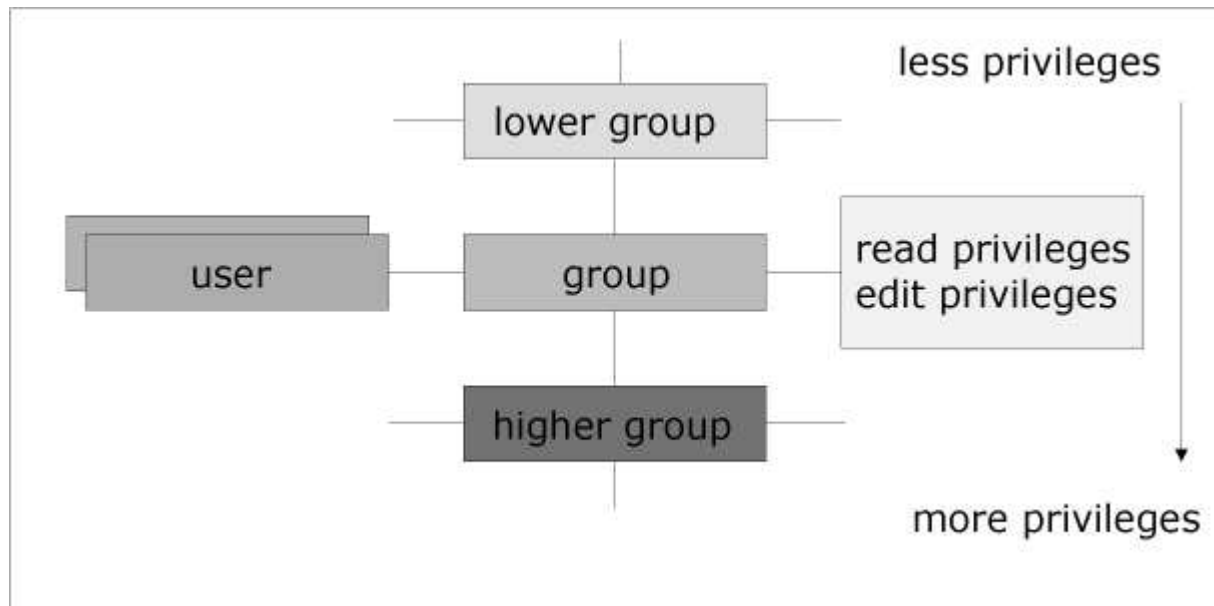 less privileges
lower group
user
group
read privileges
edit privileges
higher group
more privileges